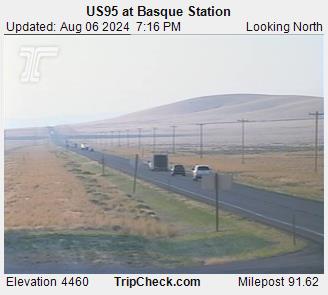 US95 at Basque Station
Updated: Aug 06 2024 7:16 PM Looking North
Elevation 4460 TripCheck.com Milepost 91.62